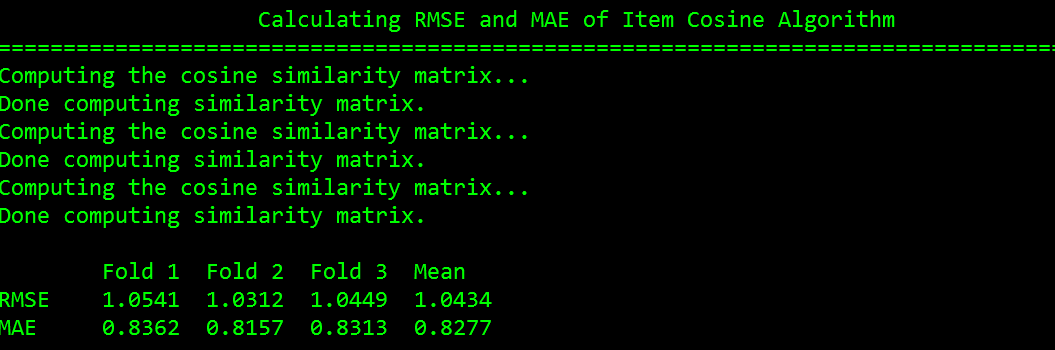 Calculating RMSE and MAE of Item Cosine Algorithm
=================================================================================
Computing the cosine similarity matrix...
Done computing similarity matrix.
Computing the cosine similarity matrix...
Done computing similarity matrix.
Computing the cosine similarity matrix...
Done computing similarity matrix.
Fold 1 Fold 2 Fold 3 Mean
RMSE 1.0541 1.0312 1.0449 1.0434
MAE 0.8362 0.8157 0.8313 0.8277